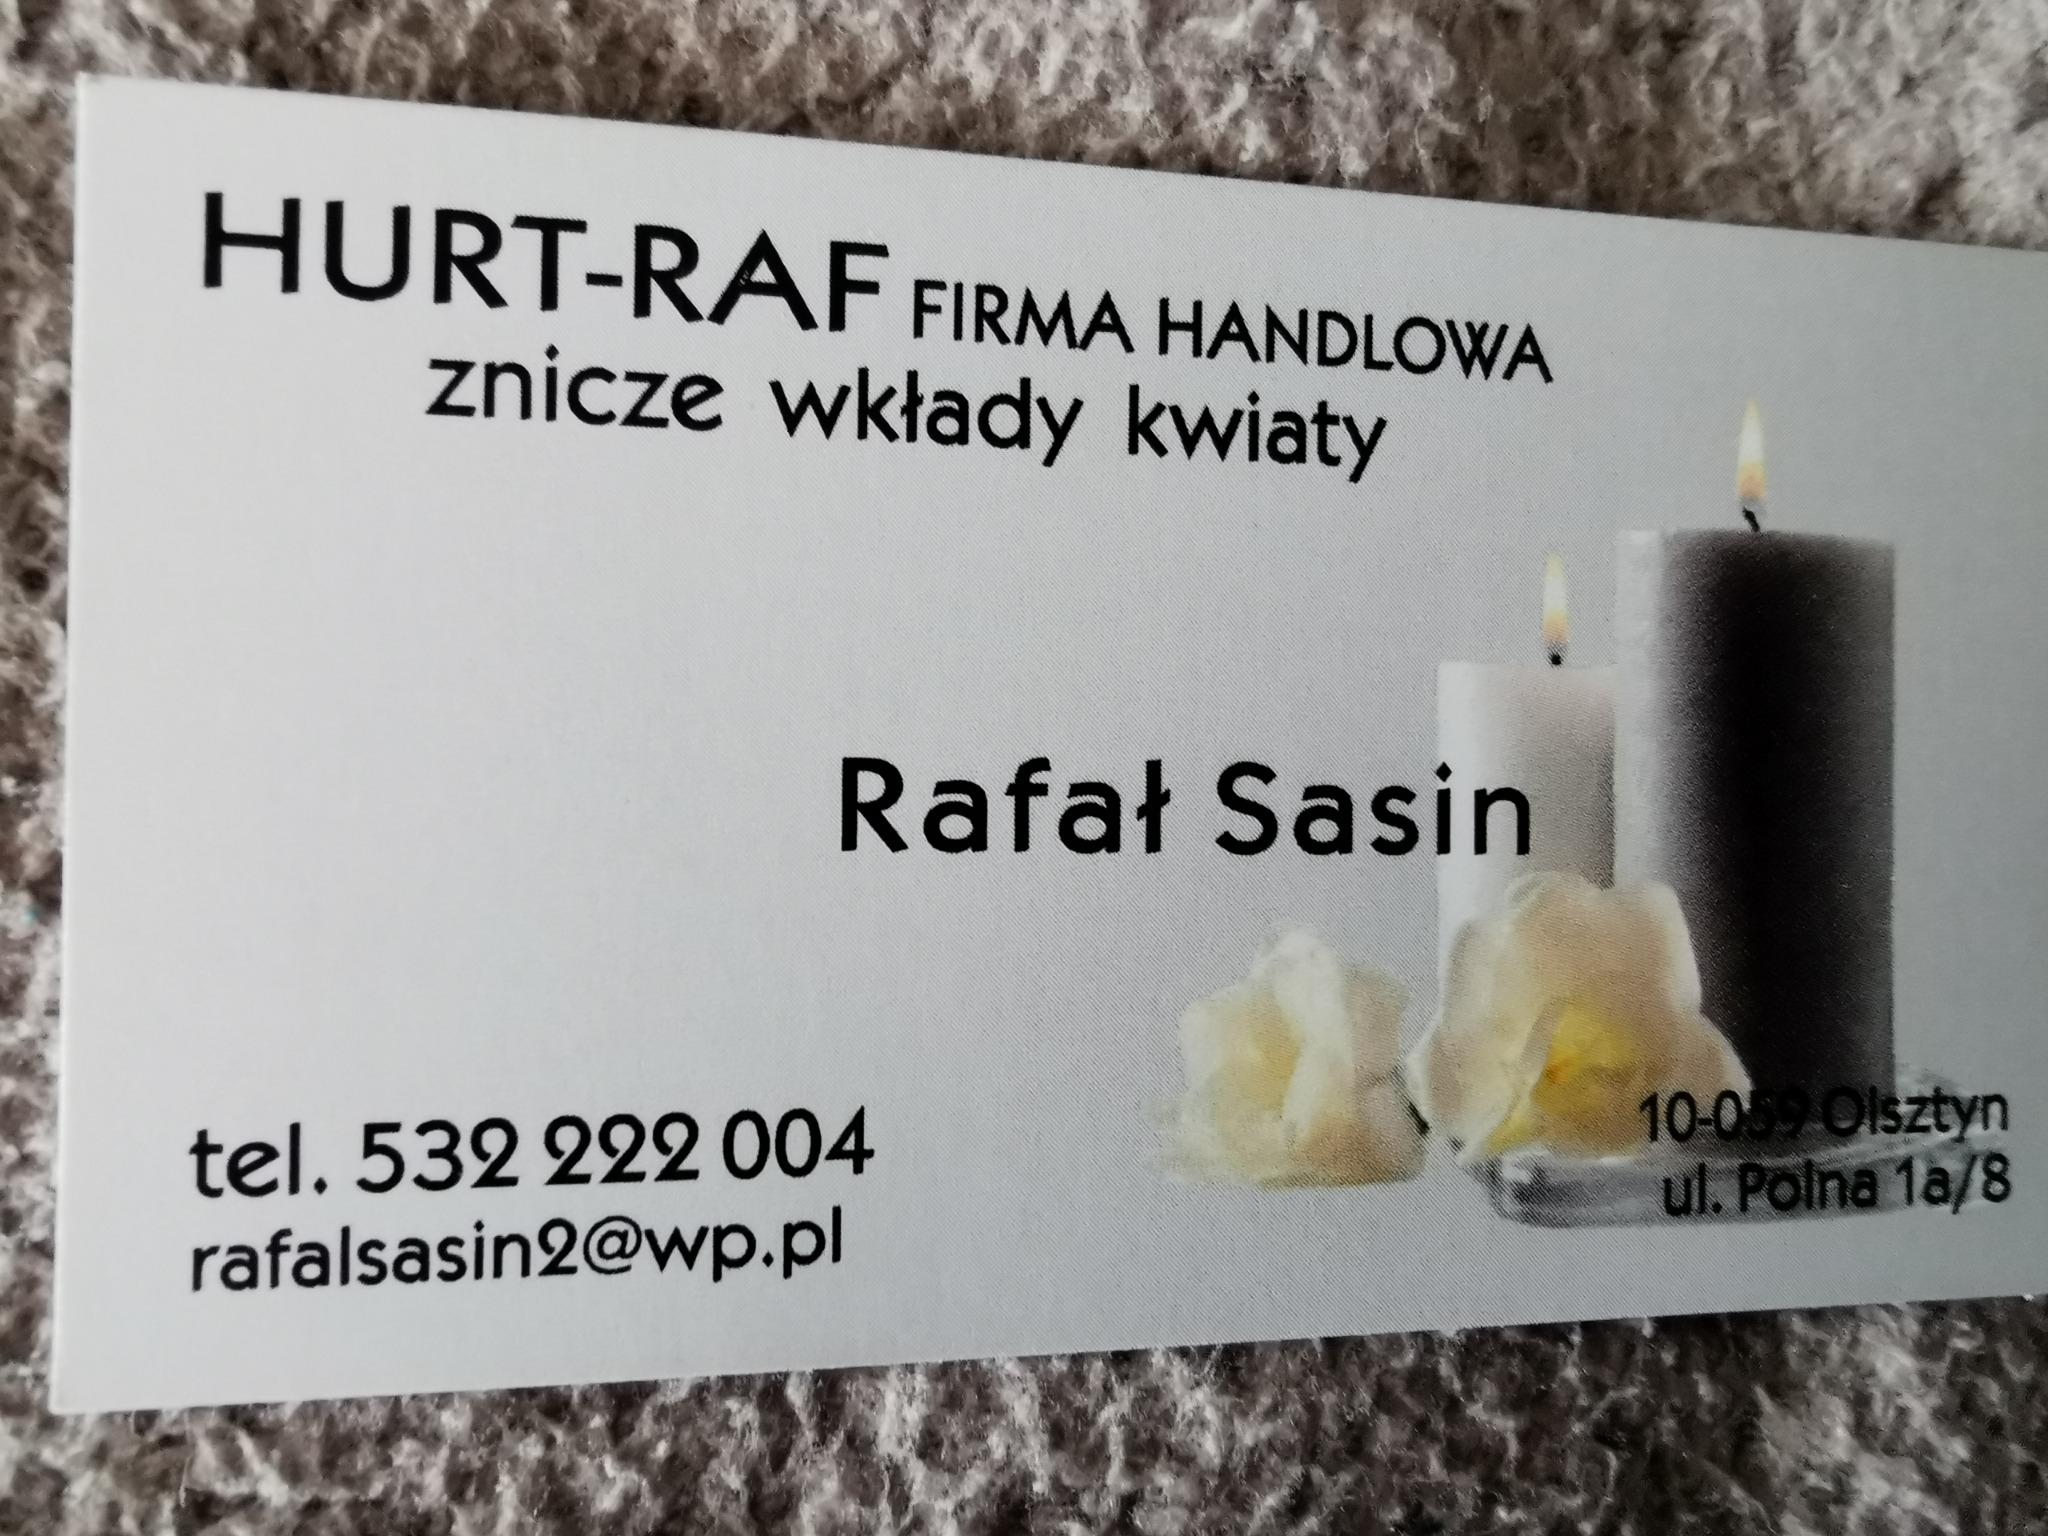 HURT-RAF FIRMA HANDLOWA
znicze wkłady kwiaty
Rafał Sasin
tel. 532 222 004
rafalsasin2@wp.pl
10-059 Olsztyn
ul. Polna 1a/8